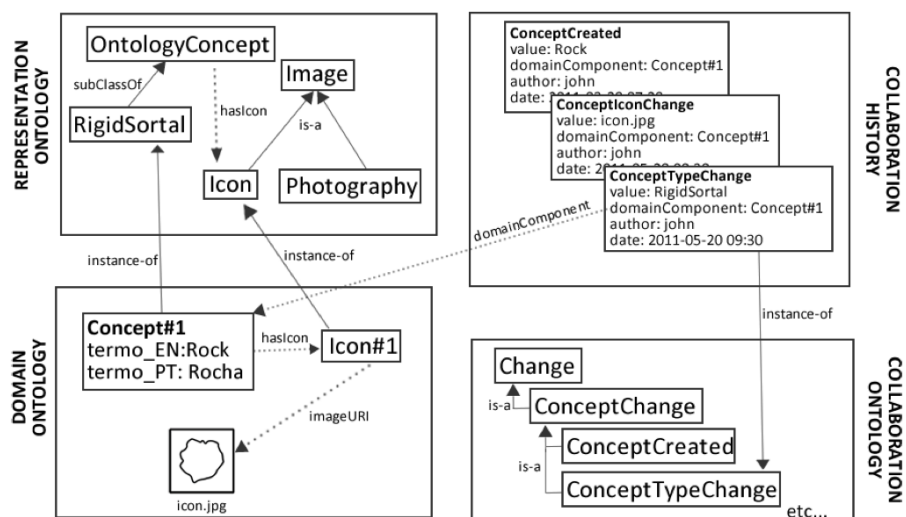 REPRESENTATION
ONTOLOGY
OntologyConcept
subClassOf
RigidSortal
hasIcon
Image
is-a
Icon
Photography
ConceptCreated
value: Rock
domainComponent: Concept#1
author: john
date:
ConceptIconChange
value: icon.jpg
domainComponent: Concept#1
author: john
date:
ConceptTypeChange
value: RigidSortal
domainComponent: Concept#1
author: john
date: 2011-05-20 09:30
COLLABORATION
HISTORY
domainComponent
instance-of
instance-of
instance-of
DOMAIN
ONTOLOGY
Concept#1
termo_EN:Rock
termo_PT: Rocha
hasIcon
Icon#1
imageURI
icon.jpg
Change
is-a
ConceptChange
is-a
ConceptCreated
ConceptTypeChange
etc...
COLLABORATION
ONTOLOGY